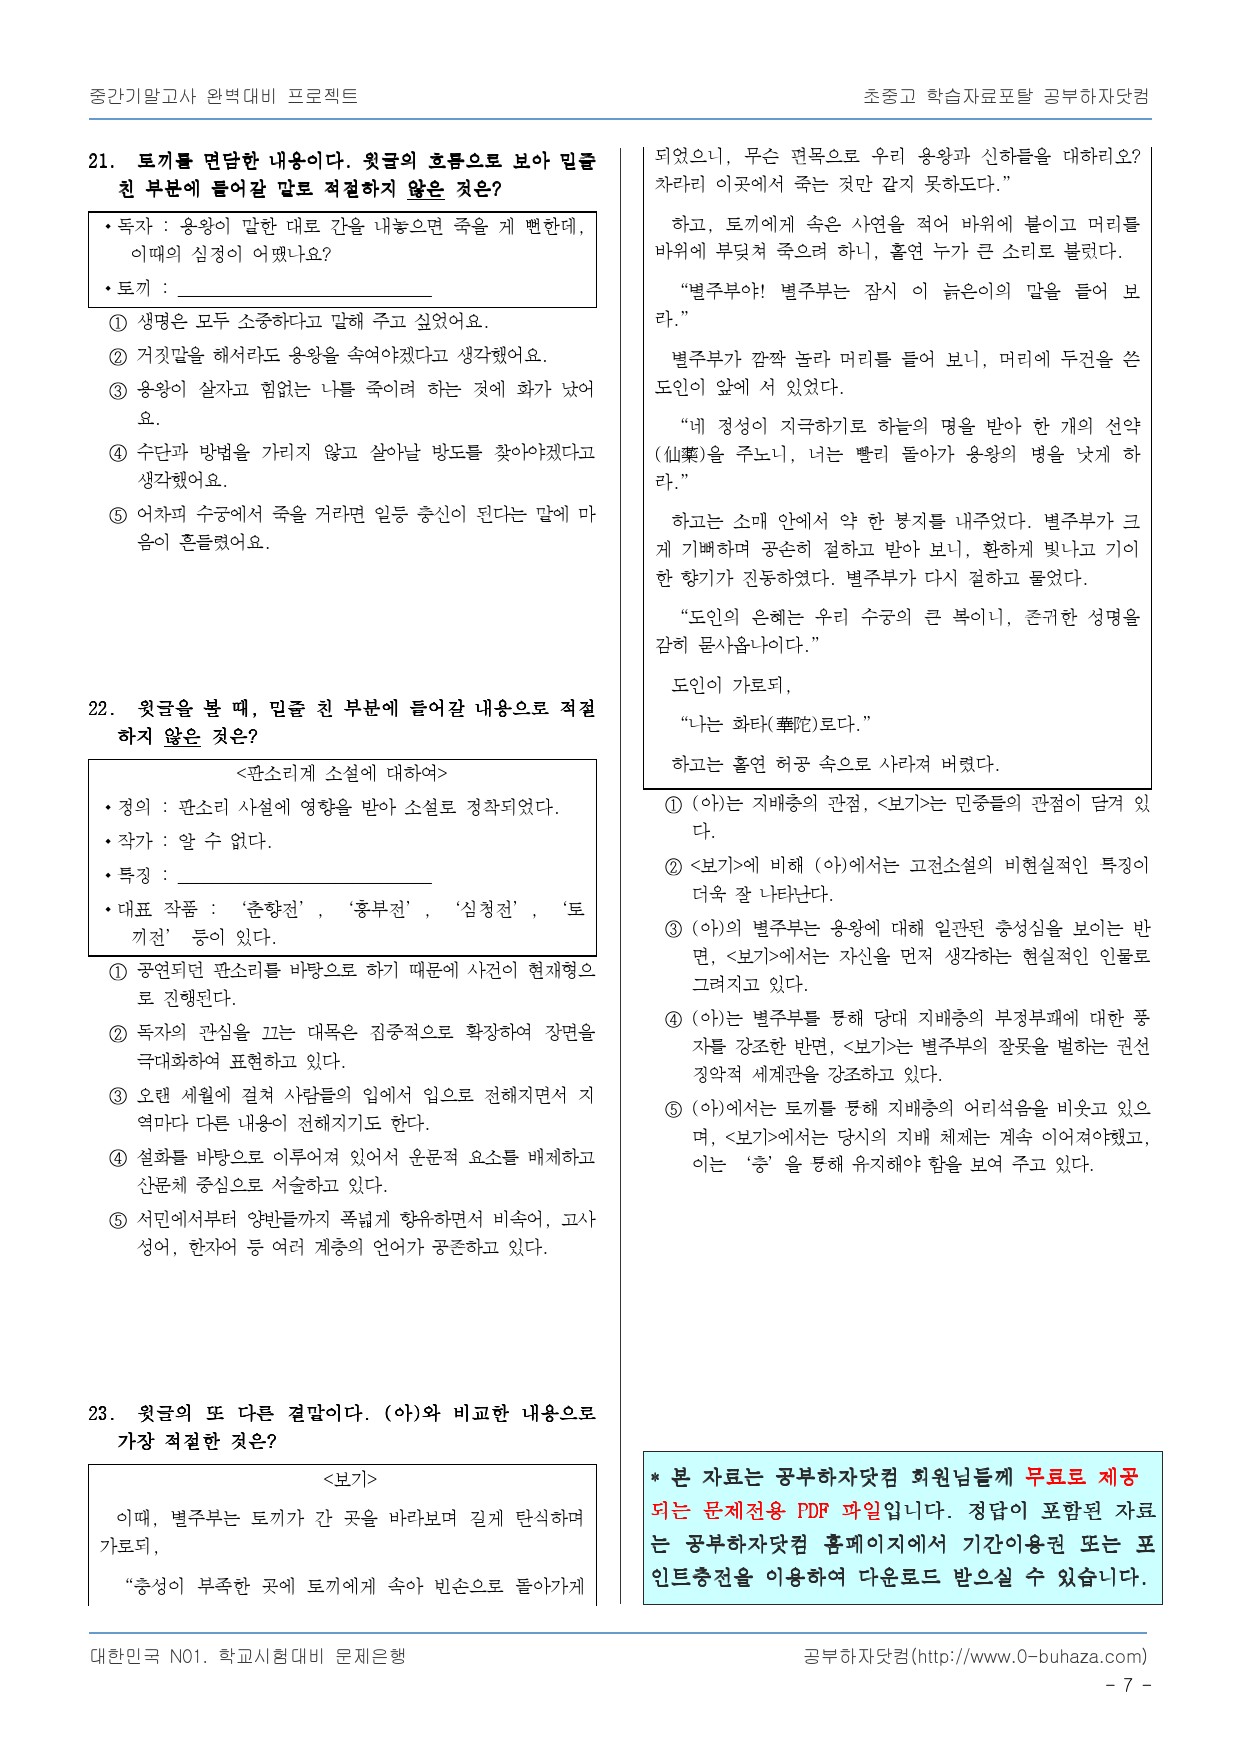 중간기말고사 완벽대비 프로젝트
초중고 학습자료포탈 공부하자닷컴
21. 토끼를 면담한 내용이다. 윗글의 흐름으로 보아 밑줄
친 부분에 들어갈 말로 적절하지 않은 것은?
• 독자 : 용왕이 말한 대로 간을 내놓으면 죽을 게 뻔한데,
이때의 심정이 어땠나요?
• 토끼 : ____________________
① 생명은 모두 소중하다고 말해 주고 싶었어요.
② 거짓말을 해서라도 용왕을 속여야겠다고 생각했어요.
③ 용왕이 살자고 힘없는 나를 죽이려 하는 것에 화가 났어
요.
④ 수단과 방법을 가리지 않고 살아날 방도를 찾아야겠다고
생각했어요.
⑤ 어차피 수궁에서 죽을 거라면 일등 충신이 된다는 말에 마
음이 흔들렸어요.
22. 윗글을 볼 때, 밑줄 친 부분에 들어갈 내용으로 적절
하지 않은 것은?
<판소리계 소설에 대하여>
• 정의 : 판소리 사설에 영향을 받아 소설로 정착되었다.
• 작가 : 알 수 없다.
• 특징 : ____________________
• 대표 작품 : ‘춘향전’, ‘흥부전’, ‘심청전’, ‘토
끼전’ 등이 있다.
① 공연되던 판소리를 바탕으로 하기 때문에 사건이 현재형으
로 진행된다.
② 독자의 관심을 끄는 대목은 집중적으로 확장하여 장면을
극대화하여 표현하고 있다.
③ 오랜 세월에 걸쳐 사람들의 입에서 입으로 전해지면서 지
역마다 다른 내용이 전해지기도 한다.
④ 설화를 바탕으로 이루어져 있어서 운문적 요소를 배제하고
산문체 중심으로 서술하고 있다.
⑤ 서민에서부터 양반들까지 폭넓게 향유하면서 비속어, 고사
성어, 한자어 등 여러 계층의 언어가 공존하고 있다.
23. 윗글의 또 다른 결말이다. (아)와 비교한 내용으로
가장 적절한 것은?
<보기>
이때, 별주부는 토끼가 간 곳을 바라보며 길게 탄식하며
가로되,
“충성이 부족한 곳에 토끼에게 속아 빈손으로 돌아가게
되었으니, 무슨 편목으로 우리 용왕과 신하들을 대하리오?
차라리 이곳에서 죽는 것만 같지 못하도다.”
하고, 토끼에게 속은 사연을 적어 바위에 붙이고 머리를
바위에 부딪쳐 죽으려 하니, 홀연 누가 큰 소리로 불렀다.
“별주부야! 별주부는 잠시 이 늙은이의 말을 들어 보
라.”
별주부가 깜짝 놀라 머리를 들어 보니, 머리에 두건을 쓴
도인이 앞에 서 있었다.
“네 정성이 지극하기로 하늘의 명을 받아 한 개의 선약
(仙藥)을 주노니, 너는 빨리 돌아가 용왕의 병을 낫게 하
라.”
하고는 소매 안에서 약 한 봉지를 내주었다. 별주부가 크
게 기뻐하며 공손히 절하고 받아 보니, 환하게 빛나고 기이
한 향기가 진동하였다. 별주부가 다시 절하고 물었다.
“도인의 은혜는 우리 수궁의 큰 복이니, 존귀한 성명을
감히 묻사옵나이다.”
도인이 가로되,
“나는 화타(華陀)로다.”
하고는 홀연 허공 속으로 사라져 버렸다.
① (아)는 지배층의 관점, <보기>는 민중들의 관점이 담겨 있
다.
② <보기>에 비해 (아)에서는 고전소설의 비현실적인 특징이
더욱 잘 나타난다.
③ (아)의 별주부는 용왕에 대해 일관된 충성심을 보이는 반
면, <보기>에서는 자신을 먼저 생각하는 현실적인 인물로
그려지고 있다.
④ (아)는 별주부를 통해 당대 지배층의 부정부패에 대한 풍
자를 강조한 반면, <보기>는 별주부의 잘못을 벌하는 권선
징악적 세계관을 강조하고 있다.
⑤ (아)에서는 토끼를 통해 지배층의 어리석음을 비웃고 있으
며, <보기>에서는 당시의 지배 체제는 계속 이어져야했고,
이는 ‘충’을 통해 유지해야 함을 보여 주고 있다.
* 본 자료는 공부하자닷컴 회원님들께 무료로 제공
되는 문제전용 PDF 파일입니다. 정답이 포함된 자료
는 공부하자닷컴 홈페이지에서 기간이용권 또는 포
인트충전을 이용하여 다운로드 받으실 수 있습니다.
대한민국 N01. 학교시험대비 문제은행
공부하자닷컴(http://www.0-buhaza.com)
- 7 -